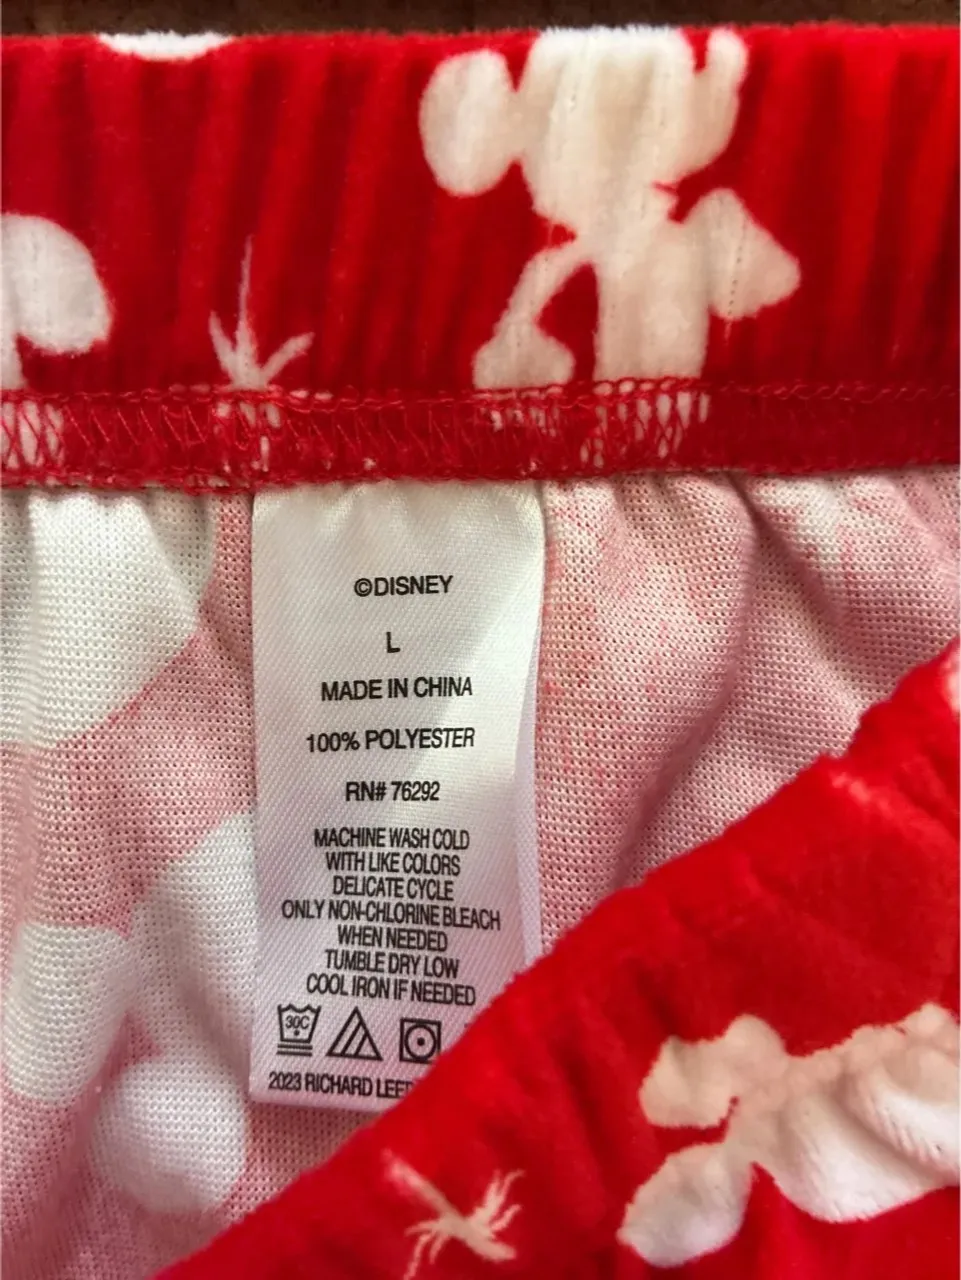 ©DISNEY
L
MADE IN CHINA
100% POLYESTER
RN# 76292
MACHINE WASH COLD
WITH LIKE COLORS
DELICATE CYCLE
ONLY NON-CHLORINE BLEACH
WHEN NEEDED
TUMBLE DRY LOW
COOL IRON IF NEEDED
30C
2023 RICHARD